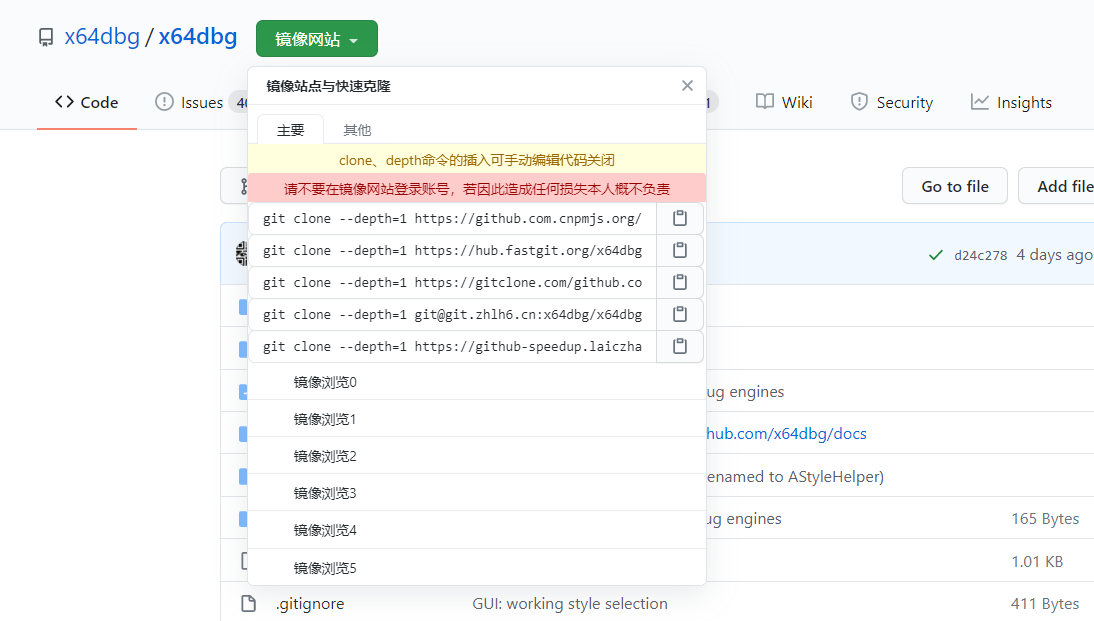 x64dbg / x64dbg 镜像网站
镜像站点与快速克隆
Code Issues 40 Wiki Security Insights
主要 其他
clone、depth命令的插入可手动编辑代码关闭
请不要在镜像网站登录账号，若因此造成任何损失本人概不负责
Go to file Add file
git clone --depth=1 https://github.com.cnpmjs.org/
git clone --depth=1 https://hub.fastgit.org/x64dbg
d24c278 4 days ago
git clone --depth=1 https://gitclone.com/github.co
git clone --depth=1 git@git.zhlh6.cn:x64dbg/x64dbg
git clone --depth=1 https://github-speedup.laiczha
镜像浏览0
ug engines
镜像浏览1
hub.com/x64dbg/docs
镜像浏览2
enamed to AStyleHelper)
镜像浏览3
ug engines 165 Bytes
镜像浏览4
1.01 KB
镜像浏览5
.gitignore GUI: working style selection 411 Bytes